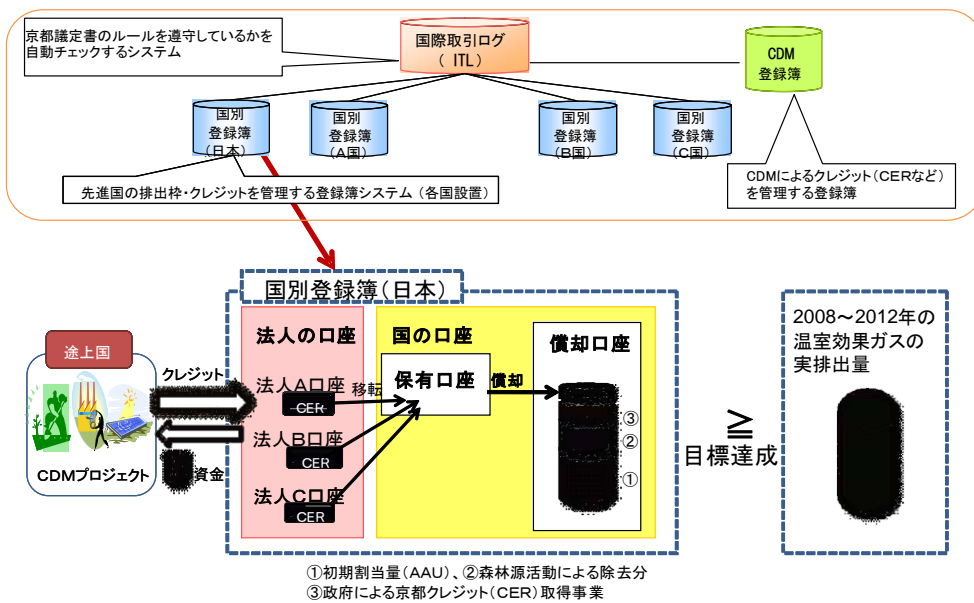 京都議定書のルールを遵守しているかを
自動チェックするシステム
国際取引ログ
（ ITL）
CDM
登録簿
国別
登録簿
（日本）
国別
登録簿
（A国）
国別
登録簿
（B国）
国別
登録簿
（C国）
先進国の排出枠・クレジットを管理する登録簿システム（各国設置）
CDMによるクレジット（CERなど）
を管理する登録簿
国別登録簿（日本）
途上国
CDMプロジェクト
クレジット
資金
法人の口座
法人A口座
CER
法人B口座
CER
法人C口座
CER
移転
国の口座
保有口座
償却
償却口座
③
②
①
≧
目標達成
2008～2012年の
温室効果ガスの
実排出量
①初期割当量（AAU）、②森林源活動による除去分
③政府による京都クレジット（CER）取得事業